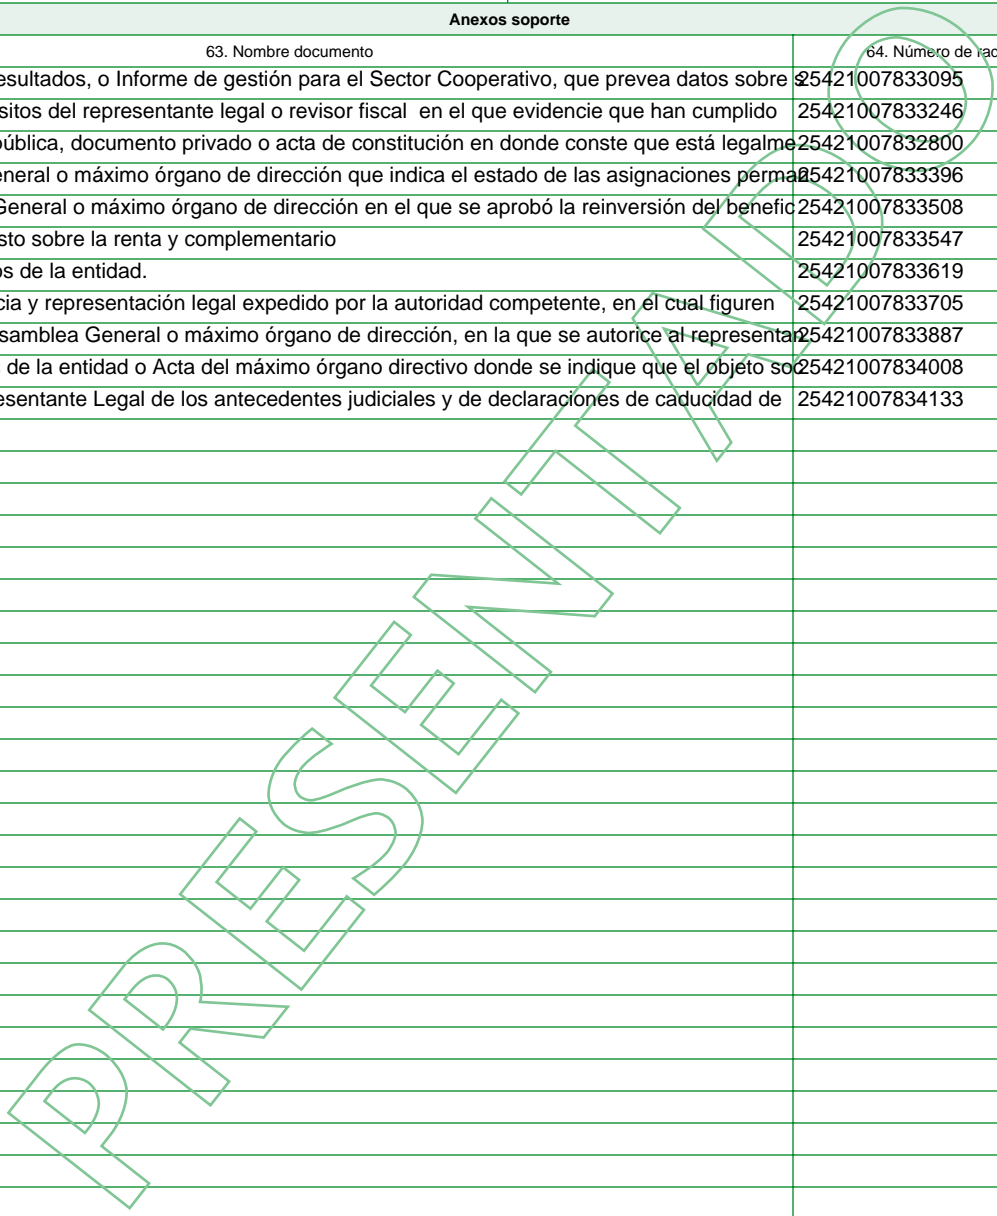 Anexos soporte
63. Nombre documento 64. Número de rad
esultados, o Informe de gestión para el Sector Cooperativo, que prevea datos sobre s 25421007833095
sitos del representante legal o revisor fiscal en el que evidencie que han cumplido 25421007833246
pública, documento privado o acta de constitución en donde conste que está legalme 25421007832800
eneral o máximo órgano de dirección que indica el estado de las asignaciones perman 25421007833396
General o máximo órgano de dirección en el que se aprobó la reinversión del benefic 25421007833508
sto sobre la renta y complementario 25421007833547
os de la entidad. 25421007833619
cia y representación legal expedido por la autoridad competente, en el cual figuren 25421007833705
samblea General o máximo órgano de dirección, en la que se autorice al representan 25421007833887
de la entidad o Acta del máximo órgano directivo donde se indique que el objeto soc 25421007834008
esentante Legal de los antecedentes judiciales y de declaraciones de caducidad de 25421007834133
PRESENTADO